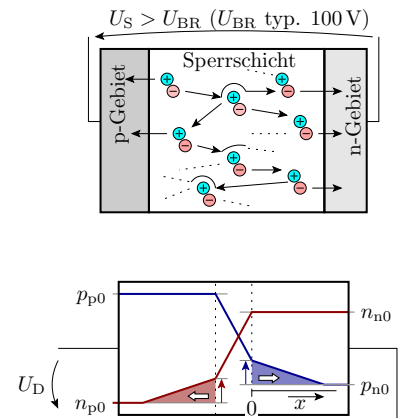 U_S > U_BR (U_BR typ. 100 V)
Sperrschicht
p-Gebiet
n-Gebiet
p_p0
n_n0
U_D
p_n0
n_p0
0
x